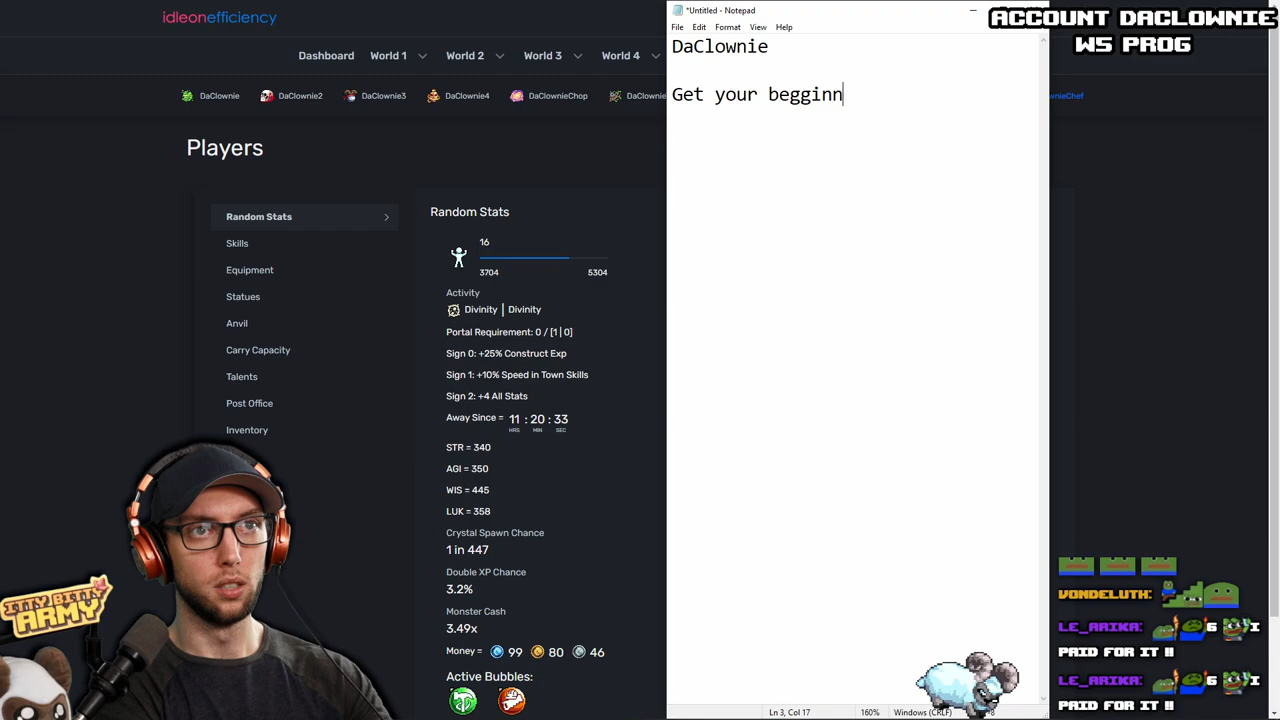 idleonefficiency
Dashboard
World 3
World 4
DaClownie
DaClownie2
DaClownie3
DaClownie4
DaClownieChop
DaClownie
wnieChef
Players
Random Stats
Skills
Equipment
Statues
Anvil
Carry Capacity
Talents
Post Office
Inventory
Random Stats
16
3704 5304
Activity
Divinity | Divinity
Portal Requirement: 0 / [1 | 0]
Sign 0: +25% Construct Exp
Sign 1: +10% Speed in Town Skills
Sign 2: +4 All Stats
Away Since = 11 : 20 : 33
HRS MIN SEC
STR = 340
AGI = 350
WIS = 445
LUK = 358
Crystal Spawn Chance
1 in 447
Double XP Chance
3.2%
Monster Cash
3.49x
Money= 99 80 46
Active Bubbles:
*Untitled - Notepad
File Edit Format View Help
DaClownie
Get your begginn
Ln 3, Col 17
160%
Windows (CRLF)
ACCOUNT DACLOWNIE
W5 PROG
VONDELUTH:
LE_ARIKA: G I
PAID FOR IT !!
LE_ARIKA: G I
PAID FOR IT !!
ITTY BITTY
ARMY